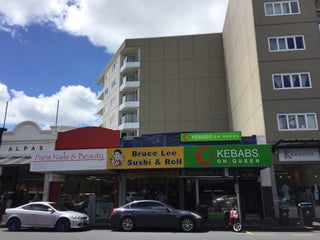 ALPAS
Paris Nails & Beauty
Bruce Lee
Sushi & Roll
KEBABS ON QUEEN
KEBABS
ON QUEEN